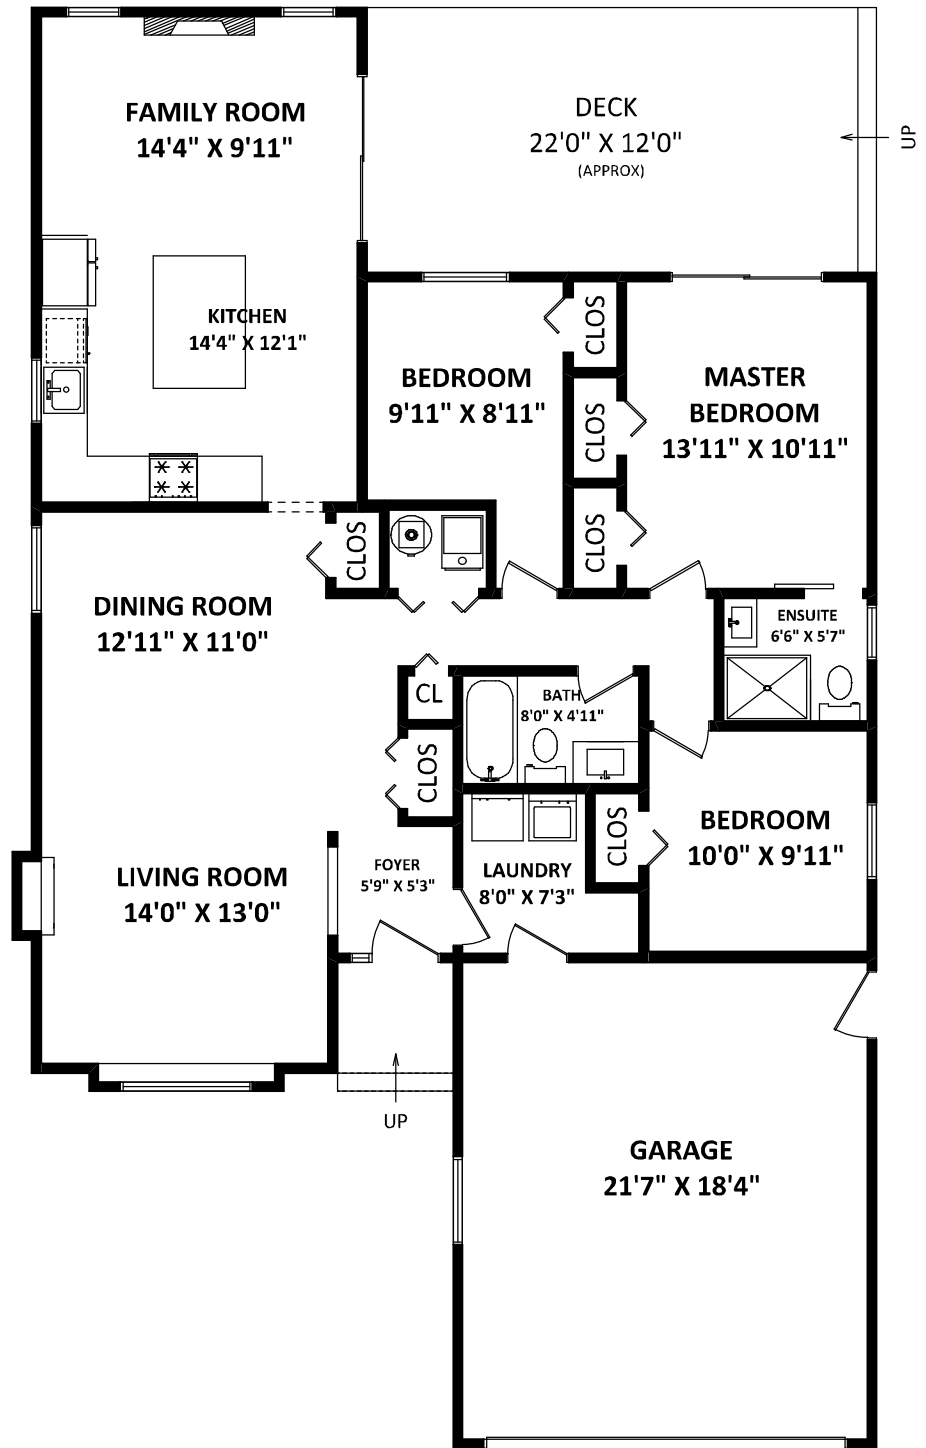 FAMILY ROOM
14'4" X 9'11"
DECK
22'0" X 12'0"
(APPROX)
UP
KITCHEN
14'4" X 12'1"
CLOS
BEDROOM
9'11" X 8'11"
CLOS
MASTER
BEDROOM
13'11" X 10'11"
CLOS
CLOS
DINING ROOM
12'11" X 11'0"
ENSUITE
6'6" X 5'7"
CL
BATH
8'0" X 4'11"
CLOS
LIVING ROOM
14'0" X 13'0"
FOYER
5'9" X 5'3"
LAUNDRY
8'0" X 7'3"
CLOS
BEDROOM
10'0" X 9'11"
UP
GARAGE
21'7" X 18'4"